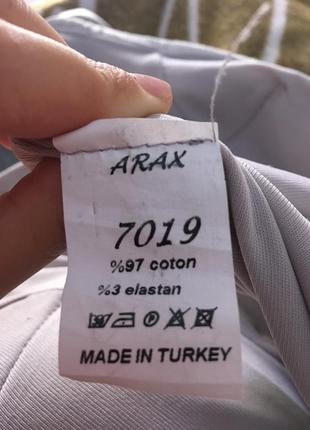 ARAX
7019
%97 coton
%3 elastan
MADE IN TURKEY